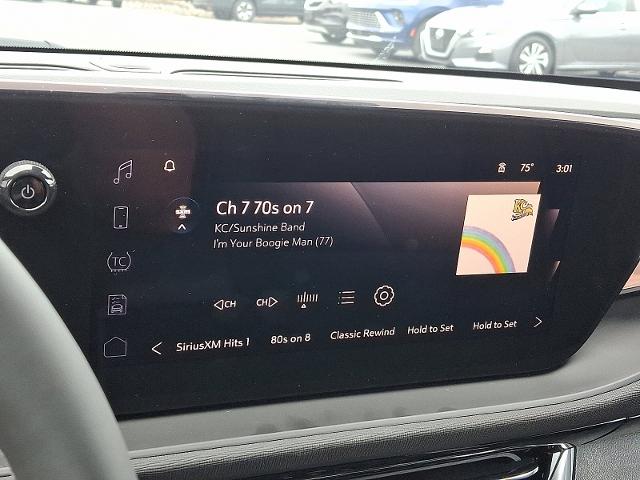 75° 3:01
Ch 7 70s on 7
KC/Sunshine Band
I'm Your Boogie Man (77)
KC
TC
◁CH CH▷
SiriusXM Hits 1 80s on 8 Classic Rewind Hold to Set Hold to Set